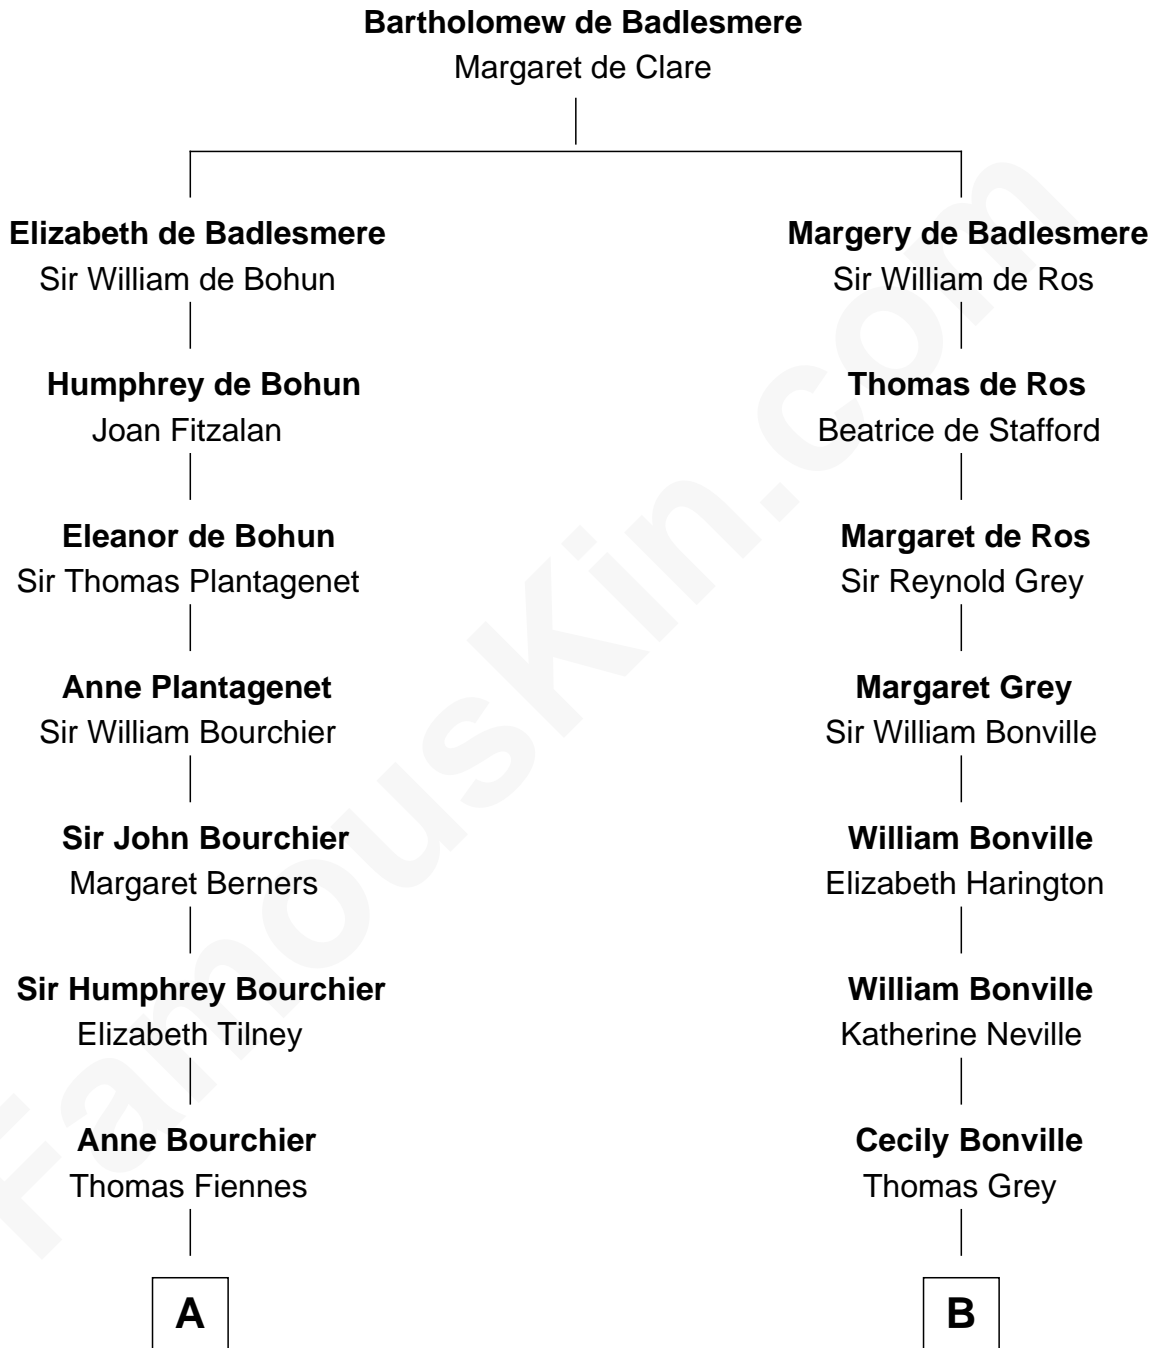 Bartholomew de Badlesmere
Margaret de Clare
Elizabeth de Badlesmere
Sir William de Bohun
Margery de Badlesmere
Sir William de Ros
Humphrey de Bohun
Joan Fitzalan
Thomas de Ros
Beatrice de Stafford
Eleanor de Bohun
Sir Thomas Plantagenet
Margaret de Ros
Sir Reynold Grey
Anne Plantagenet
Sir William Bourchier
Margaret Grey
Sir William Bonville
Sir John Bourchier
Margaret Berners
William Bonville
Elizabeth Harington
Sir Humphrey Bourchier
Elizabeth Tilney
William Bonville
Katherine Neville
Anne Bourchier
Thomas Fiennes
Cecily Bonville
Thomas Grey
A
B
FamousKin.com